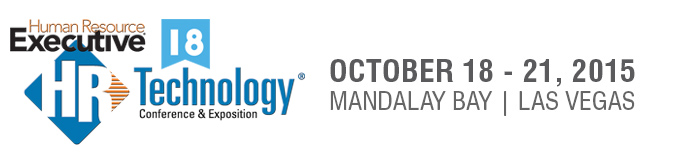 Human Resource
Executive®
18
HR Technology®
Conference & Exposition
OCTOBER 18 - 21, 2015
MANDALAY BAY | LAS VEGAS